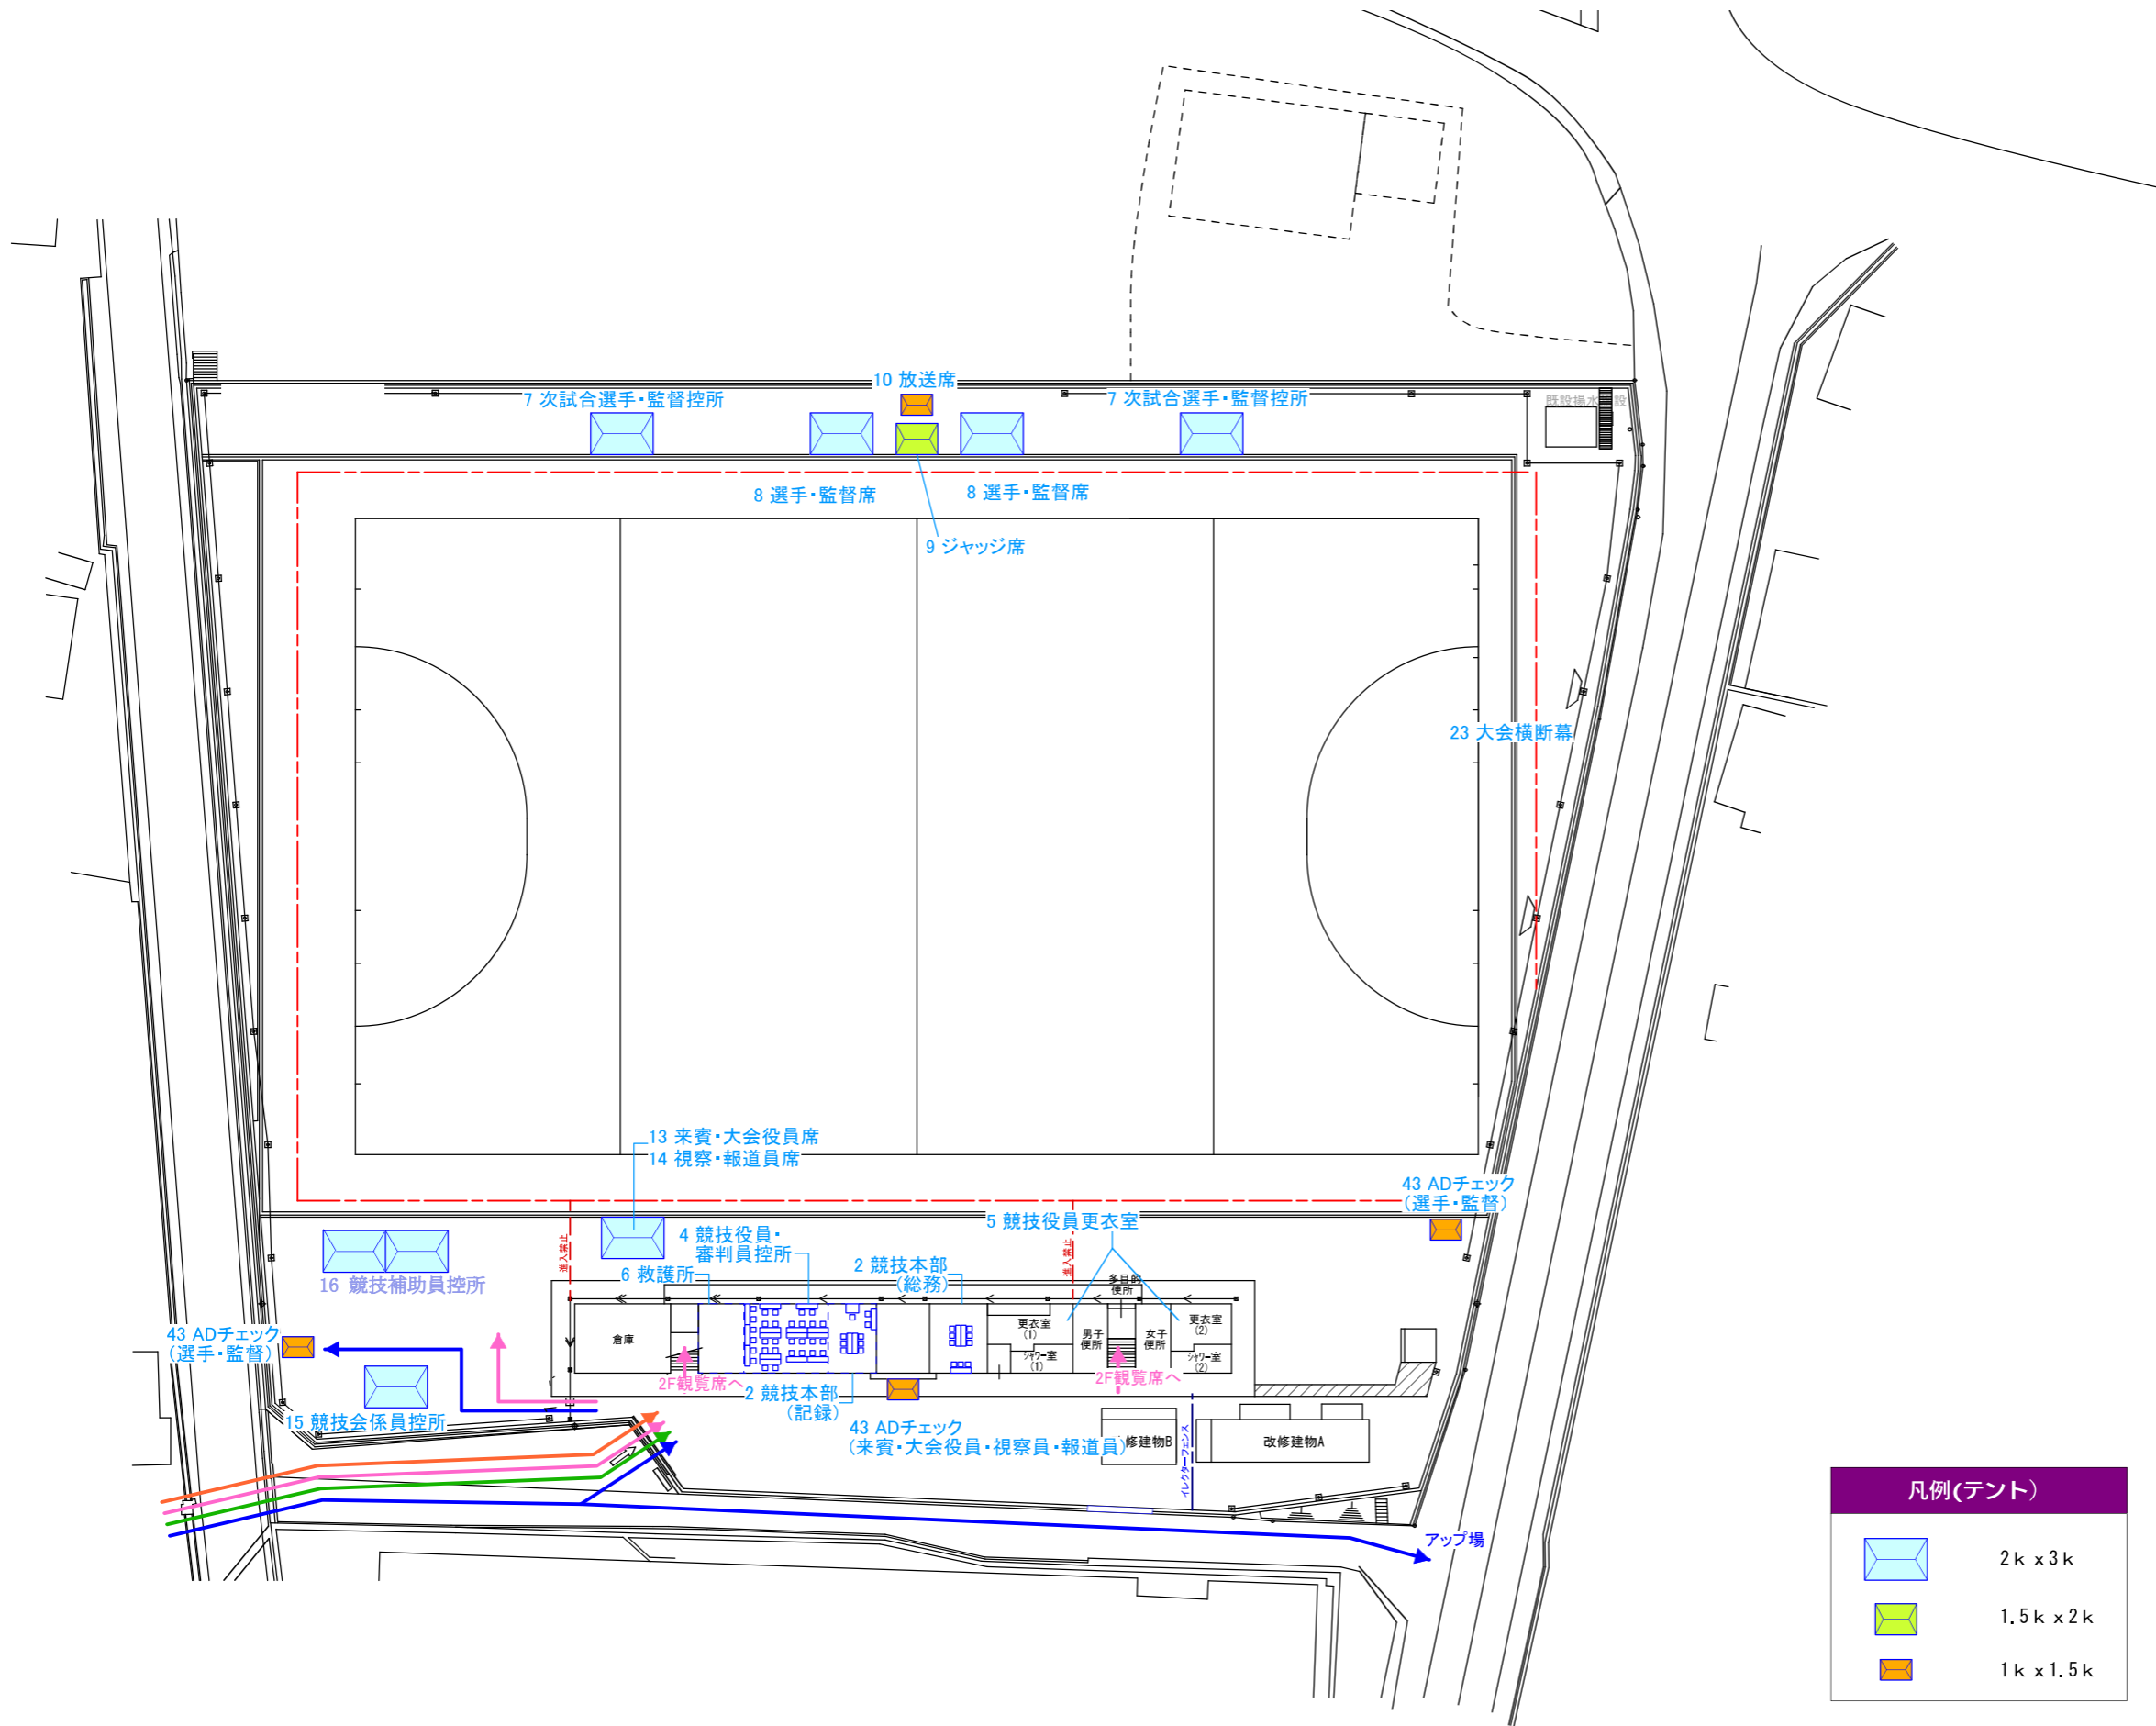 10 放送席
7 次試合選手・監督控所
7 次試合選手・監督控所
8 選手・監督席
8 選手・監督席
9 ジャッジ席
23 大会横断幕
13 来賓・大会役員席
14 視察・報道員席
43 ADチェック
(選手・監督)
5 競技役員更衣室
4 競技役員・
審判員控所
進入禁止
進入禁止
2 競技本部
(総務)
6 救護所
16 競技補助員控所
多目的
便所
倉庫
更衣室
(1)
シャワー室
(1)
男子
便所
女子
便所
更衣室
(2)
シャワー室
(2)
43 ADチェック
(選手・監督)
2F観覧席へ
2F観覧席へ
2 競技本部
(記録)
15 競技会係員控所
43 ADチェック
(来賓・大会役員・視察員・報道員)
修建物B
改修建物A
イレクターフェンス
アップ場
凡例(テント)
2k x3k
1.5k x2k
1k x1.5k